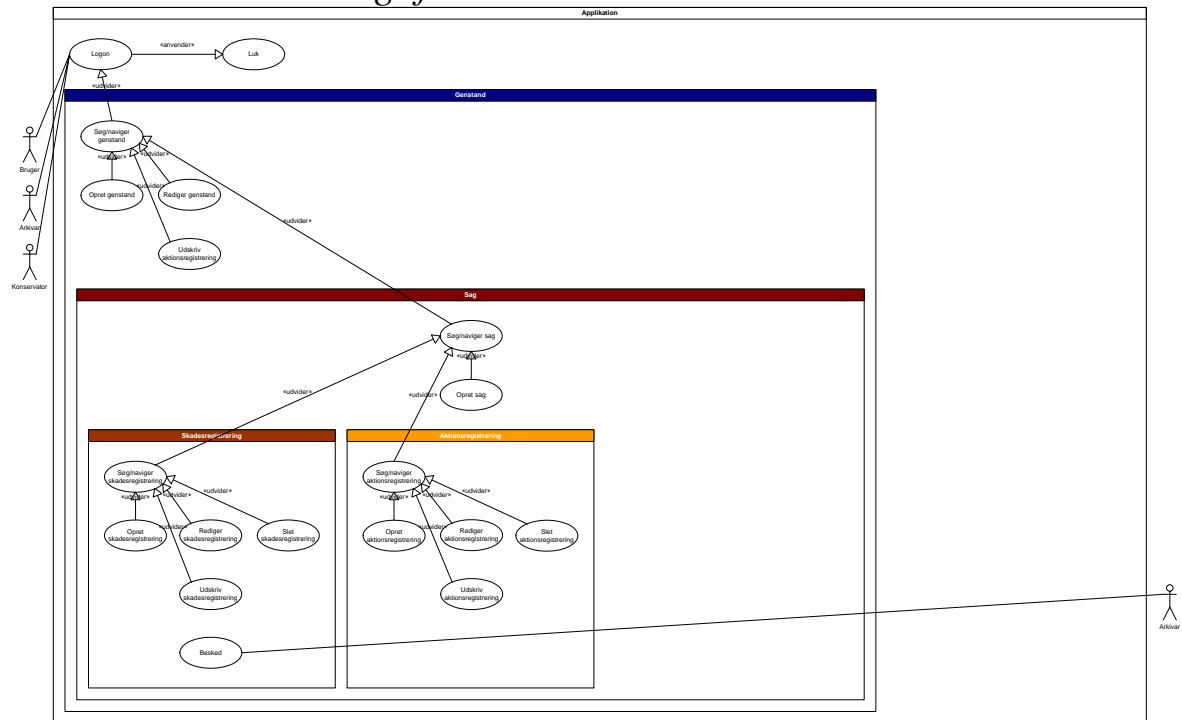 Applikation
Logon
«anvender»
Luk
«udvider»
Genstand
Søg/naviger
genstand
«udvider»
«udvider»
«udvider»
Bruger
Opret genstand
Rediger genstand
Arkivar
«udvider»
Udskriv
aktionsregistrering
Konservator
Sag
Søg/naviger sag
«udvider»
«udvider»
«udvider»
Opret sag
Skadesregistrering
Aktionsregistrering
Søg/naviger
skadesregistrering
Søg/naviger
aktionsregistrering
«udvider»
«udvider»
«udvider»
«udvider»
«udvider»
«udvider»
«udvider»
«udvider»
Opret
skadesregistrering
Rediger
skadesregistrering
Slet
skadesregistrering
Opret
aktionsregistrering
Rediger
aktionsregistrering
Slet
aktionsregistrering
Udskriv
skadesregistrering
Udskriv
aktionsregistrering
Arkivar
Besked